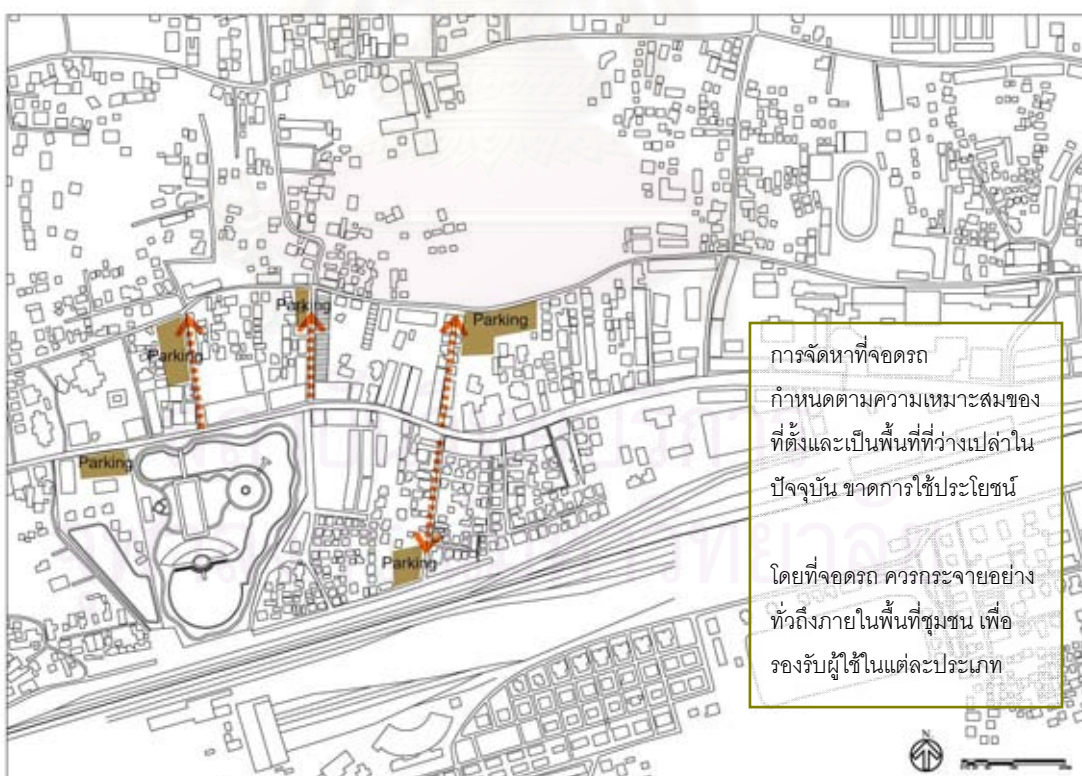 Parking
Parking
Parking
Parking
Parking
การจัดหาที่จอดรถ
กำหนดตามความเหมาะสมของ
ที่ตั้งและเป็นพื้นที่ที่ว่างเปล่าใน
ปัจจุบัน ขาดการใช้ประโยชน์
โดยที่จอดรถ ควรกระจายอย่าง
ทั่วถึงภายในพื้นที่ชุมชน เพื่อ
รองรับผู้ใช้ในแต่ละประเภท
N